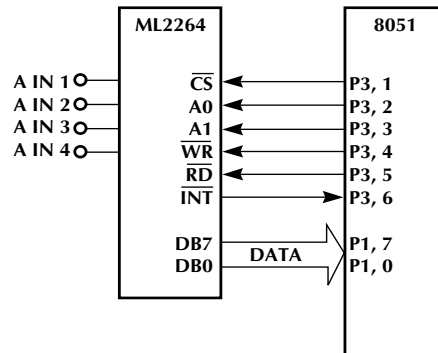 ML2264
8051
A IN 1
A IN 2
A IN 3
A IN 4
CS
A0
A1
WR
RD
INT
DB7
DB0
DATA
P3, 1
P3, 2
P3, 3
P3, 4
P3, 5
P3, 6
P1, 7
P1, 0